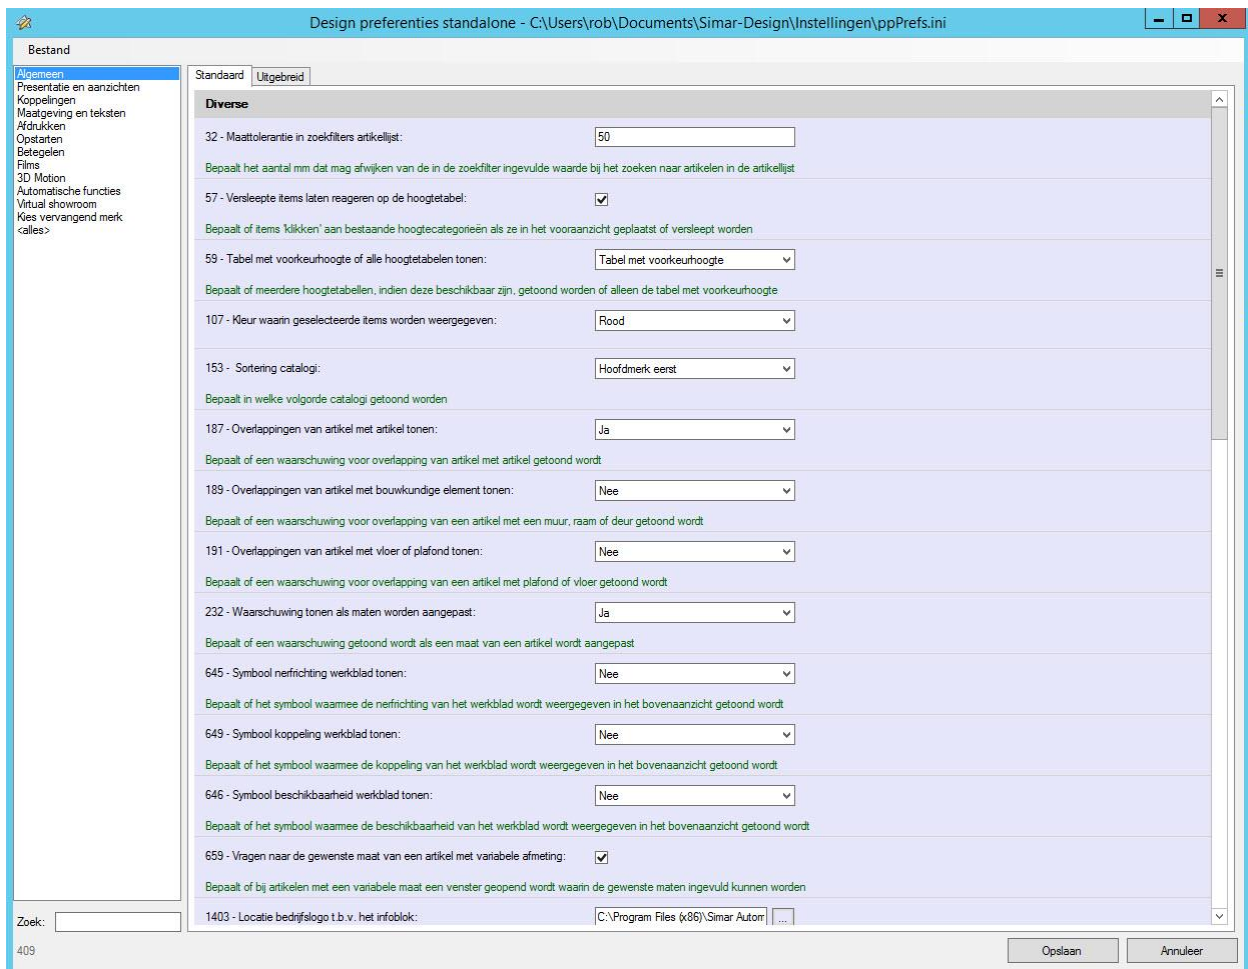 Design preferenties standalone - C:\Users\rob\Documents\Simar-Design\Instellingen\ppPrefs.ini
Bestand
Algemeen
Presentatie en aanzichten
Koppelingen
Maatgeving en teksten
Afdrukken
Opstarten
Betegelen
Films
3D Motion
Automatische functies
Virtual showroom
Kies vervangend merk
<alles>
Standaard
Uitgebreid
Diverse
32 - Maattolerantie in zoekfilters artikellijst:
50
Bepaalt het aantal mm dat mag afwijken van de in de zoekfilter ingevulde waarde bij het zoeken naar artikelen in de artikellijst
57 - Versleepte items laten reageren op de hoogtetabel:
Bepaalt of items 'klikken' aan bestaande hoogtecategorieën als ze in het vooraanzicht geplaatst of versleept worden
59 - Tabel met voorkeurhoogte of alle hoogtetabelen tonen:
Tabel met voorkeurhoogte
Bepaalt of meerdere hoogtetabellen, indien deze beschikbaar zijn, getoond worden of alleen de tabel met voorkeurhoogte
107 - Kleur waarin geselecteerde items worden weergegeven:
Rood
153 -  Sortering catalogi:
Hoofdmerk eerst
Bepaalt in welke volgorde catalogi getoond worden
187 - Overlappingen van artikel met artikel tonen:
Ja
Bepaalt of een waarschuwing voor overlapping van artikel met artikel getoond wordt
189 - Overlappingen van artikel met bouwkundige element tonen:
Nee
Bepaalt of een waarschuwing voor overlapping van een artikel met een muur, raam of deur getoond wordt
191 - Overlappingen van artikel met vloer of plafond tonen:
Nee
Bepaalt of een waarschuwing voor overlapping van een artikel met plafond of vloer getoond wordt
232 - Waarschuwing tonen als maten worden aangepast:
Ja
Bepaalt of een waarschuwing getoond wordt als een maat van een artikel wordt aangepast
645 - Symbool nerfrichting werkblad tonen:
Nee
Bepaalt of het symbool waarmee de nerfrichting van het werkblad wordt weergegeven in het bovenaanzicht getoond wordt
649 - Symbool koppeling werkblad tonen:
Nee
Bepaalt of het symbool waarmee de koppeling van het werkblad wordt weergegeven in het bovenaanzicht getoond wordt
646 - Symbool beschikbaarheid werkblad tonen:
Nee
Bepaalt of het symbool waarmee de beschikbaarheid van het werkblad wordt weergegeven in het bovenaanzicht getoond wordt
659 - Vragen naar de gewenste maat van een artikel met variabele afmeting:
Bepaalt of bij artikelen met een variabele maat een venster geopend wordt waarin de gewenste maten ingevuld kunnen worden
1403 - Locatie bedrijfslogo t.b.v. het infoblok:
C:\Program Files (x86)\Simar Autom
...
Zoek:
409
Opslaan
Annuleer